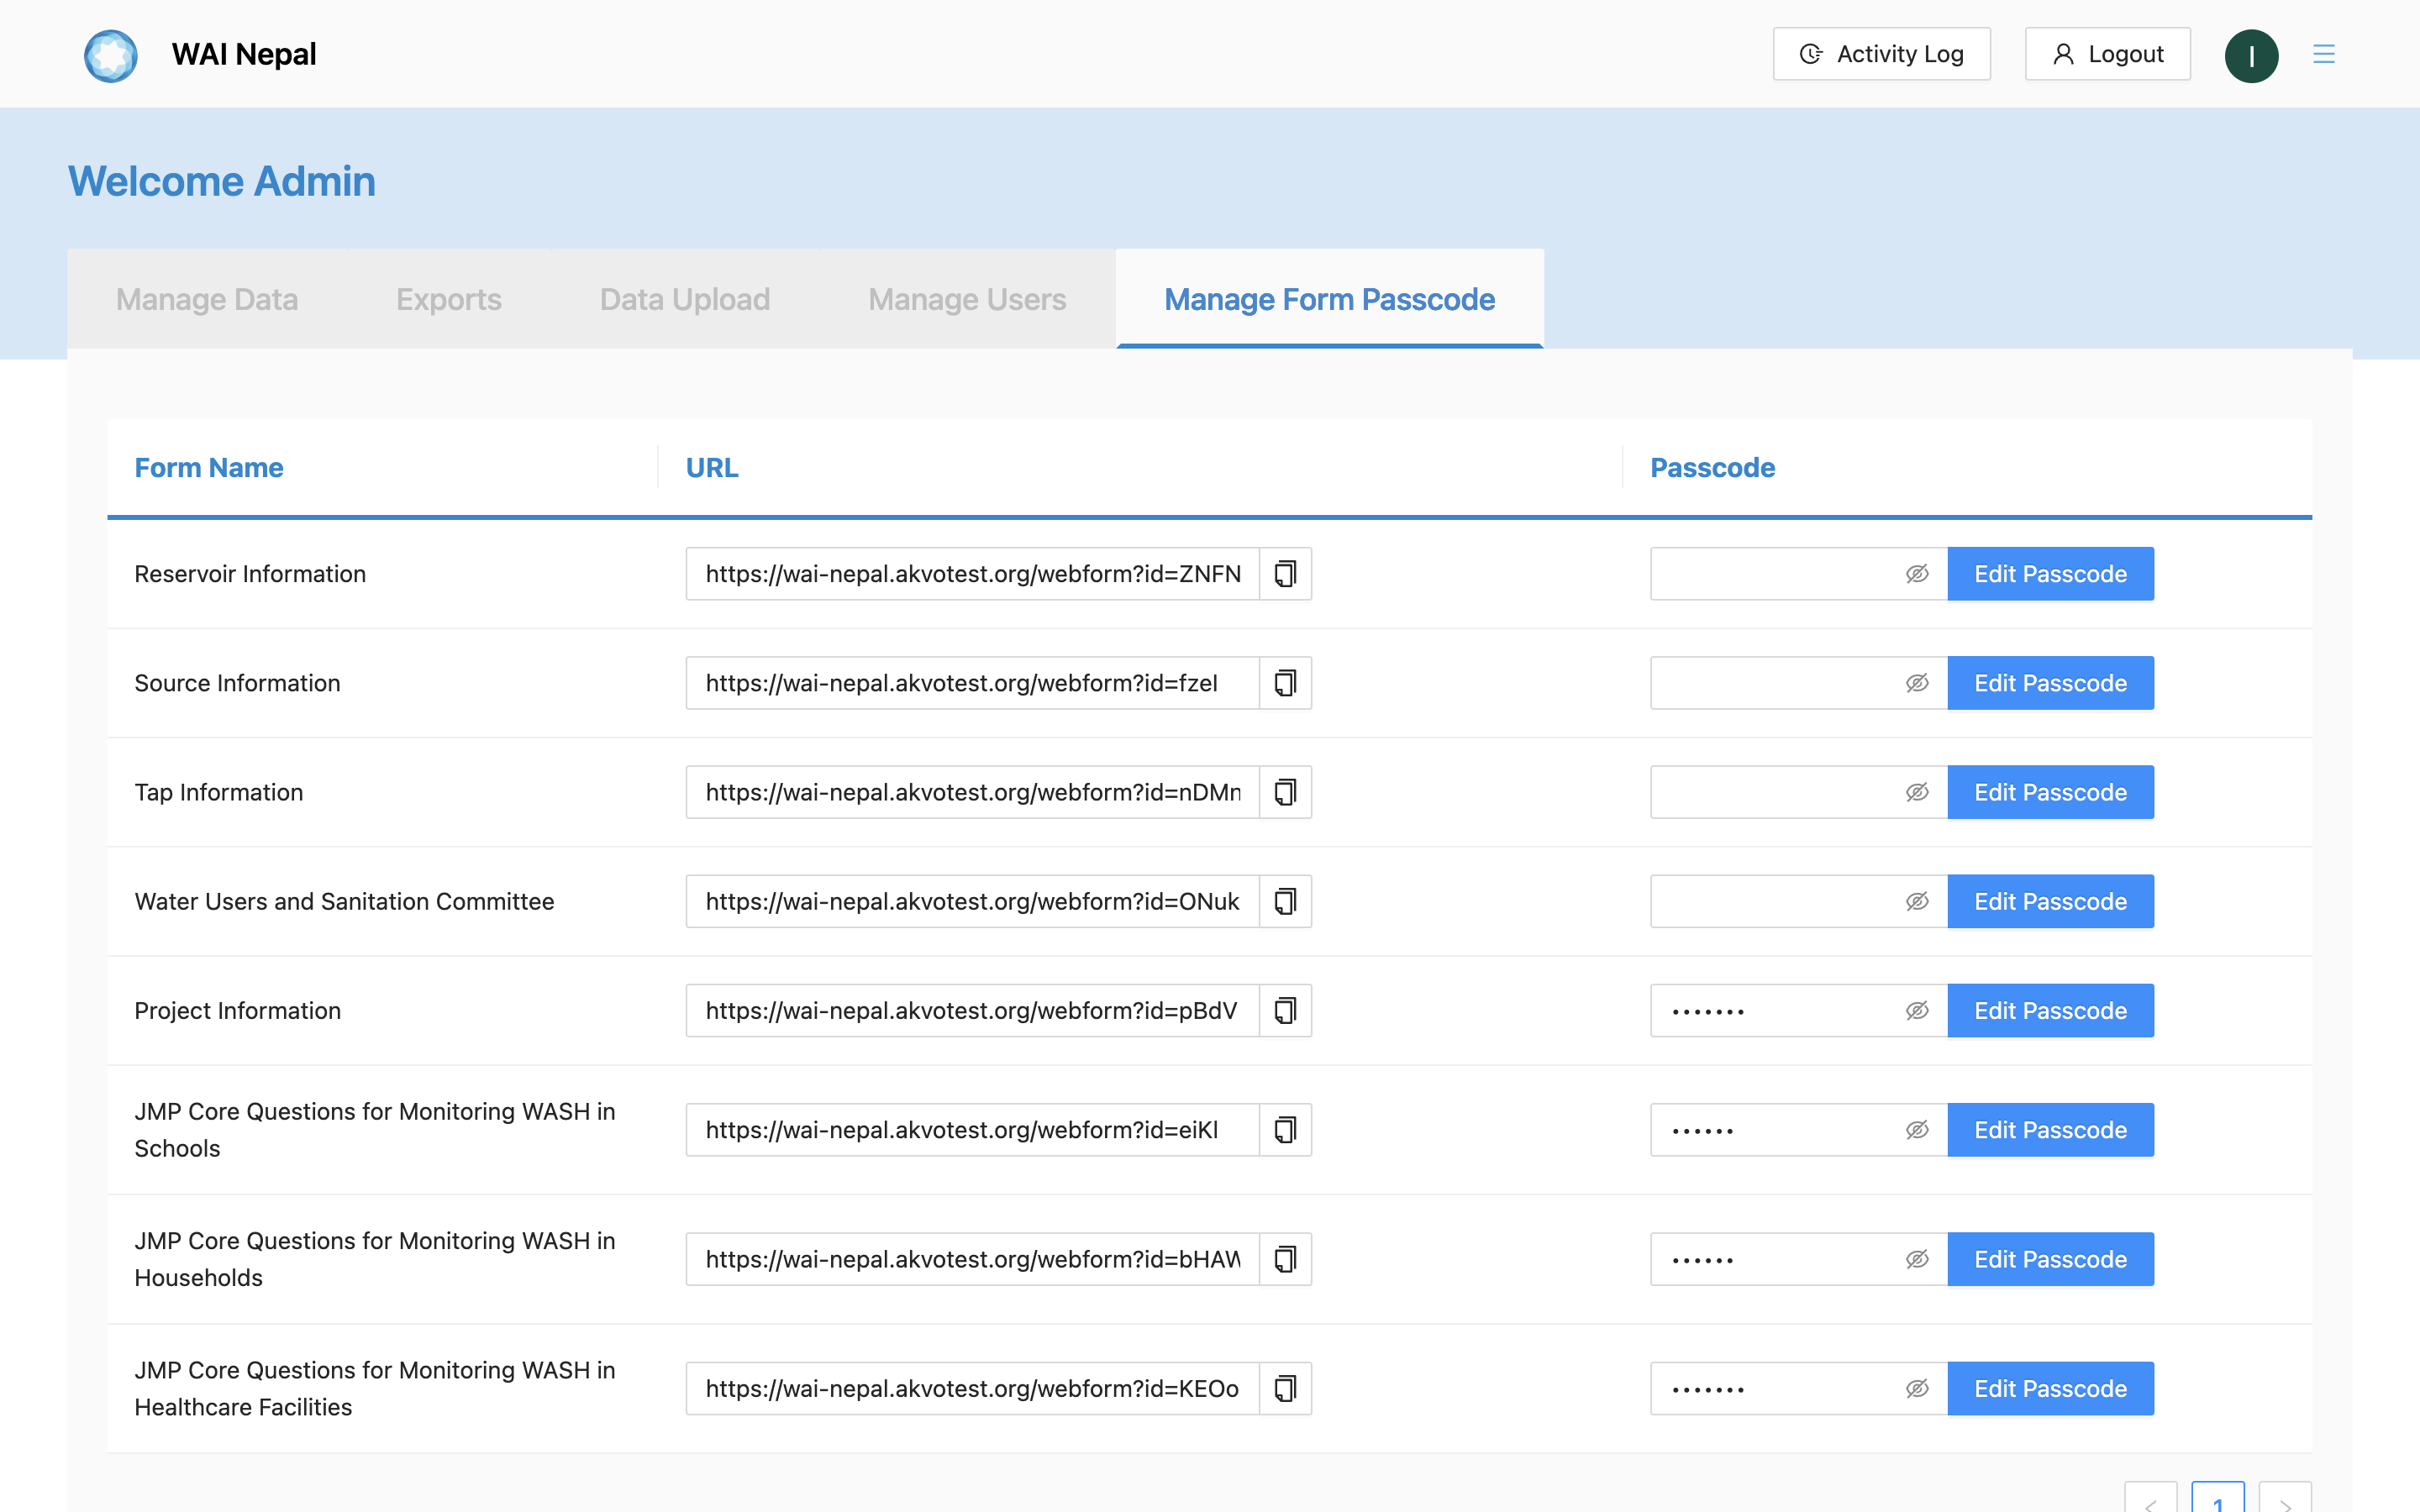 WAI Nepal
Activity Log
Logout
I
Welcome Admin
Manage Data
Exports
Data Upload
Manage Users
Manage Form Passcode
Form Name
URL
Passcode
Reservoir Information
https://wai-nepal.akvotest.org/webform?id=ZNFN
Edit Passcode
Source Information
https://wai-nepal.akvotest.org/webform?id=fzel
Edit Passcode
Tap Information
https://wai-nepal.akvotest.org/webform?id=nDMn
Edit Passcode
Water Users and Sanitation Committee
https://wai-nepal.akvotest.org/webform?id=ONuk
Edit Passcode
Project Information
https://wai-nepal.akvotest.org/webform?id=pBdV
•••••••
Edit Passcode
JMP Core Questions for Monitoring WASH in
Schools
https://wai-nepal.akvotest.org/webform?id=eiKl
••••••
Edit Passcode
JMP Core Questions for Monitoring WASH in
Households
https://wai-nepal.akvotest.org/webform?id=bHAW
••••••
Edit Passcode
JMP Core Questions for Monitoring WASH in
Healthcare Facilities
https://wai-nepal.akvotest.org/webform?id=KEOo
•••••••
Edit Passcode
1